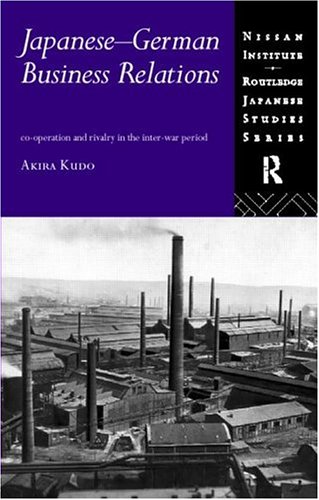 Japanese—German
Business Relations
co-operation and rivalry in the inter-war period
AKIRA KUDO
NISSAN
INSTITUTE
ROUTLEDGE
JAPANESE
STUDIES
SERIES
R